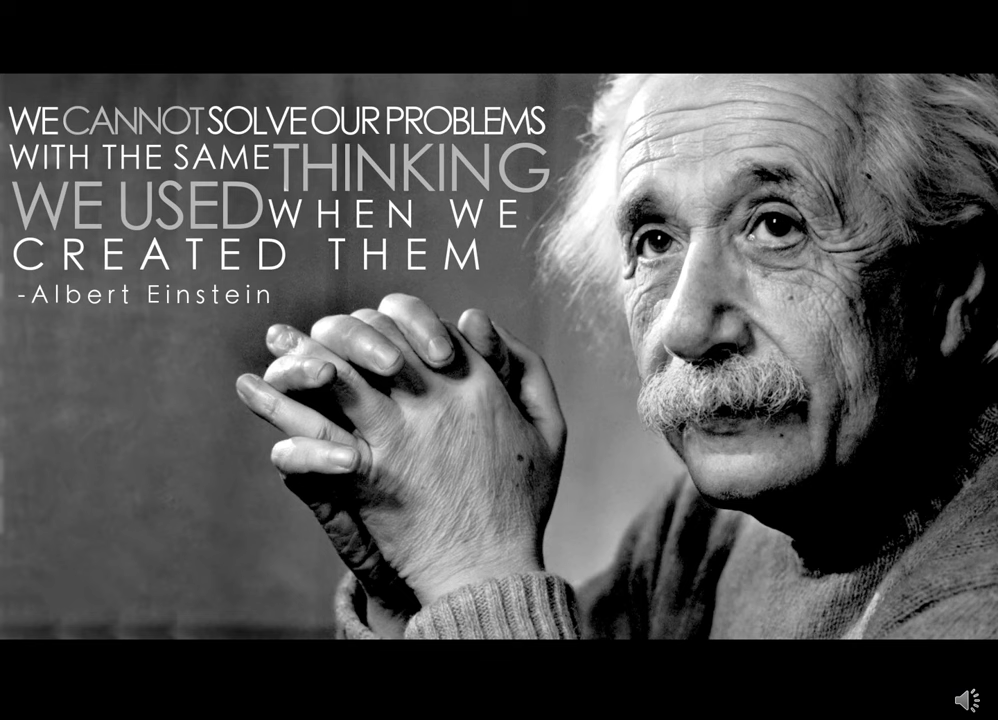 WE CANNOT SOLVE OUR PROBLEMS
WITH THE SAME THINKING
WE USED WHEN WE
CREATED THEM
-Albert Einstein